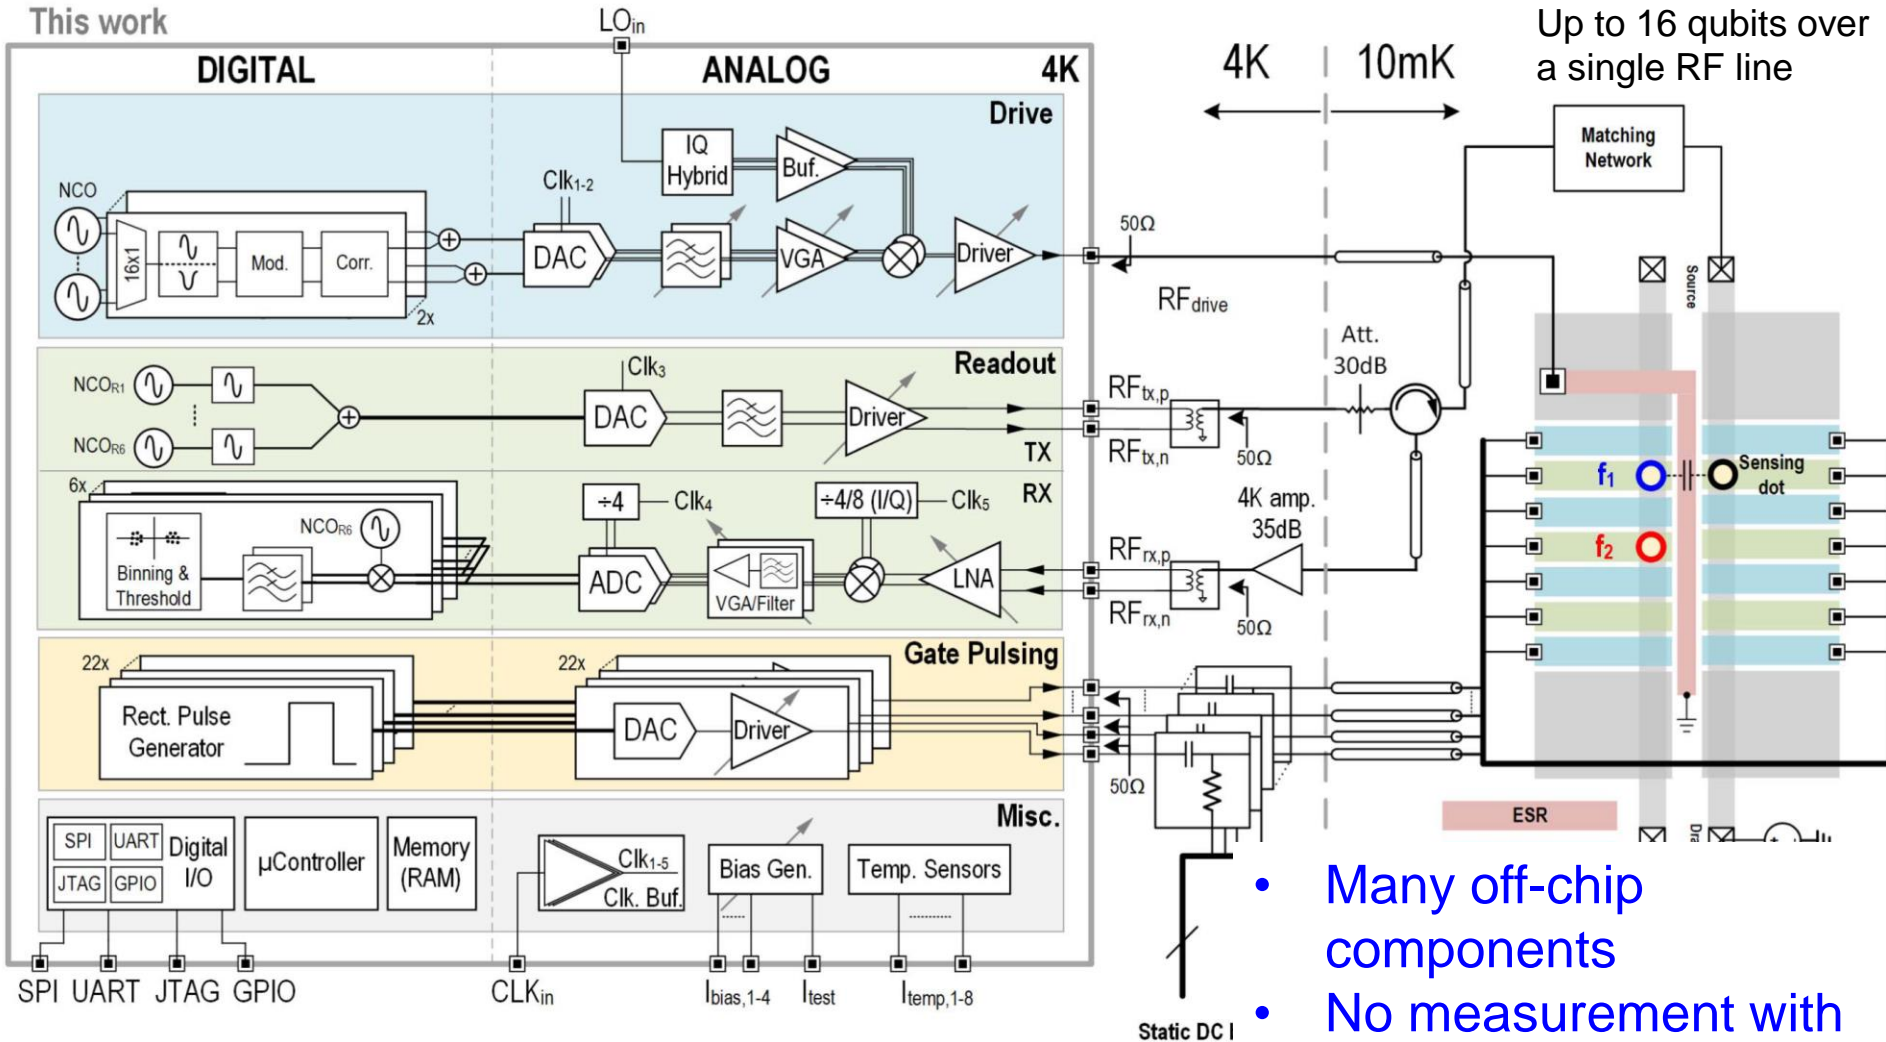 This work
LOin
DIGITAL
ANALOG
4K
4K
10mK
Up to 16 qubits over
a single RF line
Drive
IQ
Hybrid
Buf.
Matching
Network
NCO
16x1
Mod.
Corr.
2x
Clk1-2
DAC
VGA
Driver
50Ω
RFdrive
Source
Readout
Att.
30dB
NCOR1
NCOR6
Clk3
DAC
Driver
TX
RFtx,p
RFtx,n
50Ω
f1
Sensing
dot
f2
6x
Binning &
Threshold
NCOR6
÷4
Clk4
÷4/8 (I/Q)
Clk5
RX
ADC
VGA/Filter
LNA
RFrx,p
RFrx,n
4K amp.
35dB
50Ω
Gate Pulsing
22x
Rect. Pulse
Generator
22x
DAC
Driver
50Ω
ESR
Misc.
SPI
UART
JTAG
GPIO
Digital
I/O
µController
Memory
(RAM)
Clk1-5
Clk. Buf.
Bias Gen.
Temp. Sensors
SPI
UART
JTAG
GPIO
CLKin
Ibias,1-4
Itest
Itemp,1-8
Static DC
• Many off-chip
components
• No measurement with